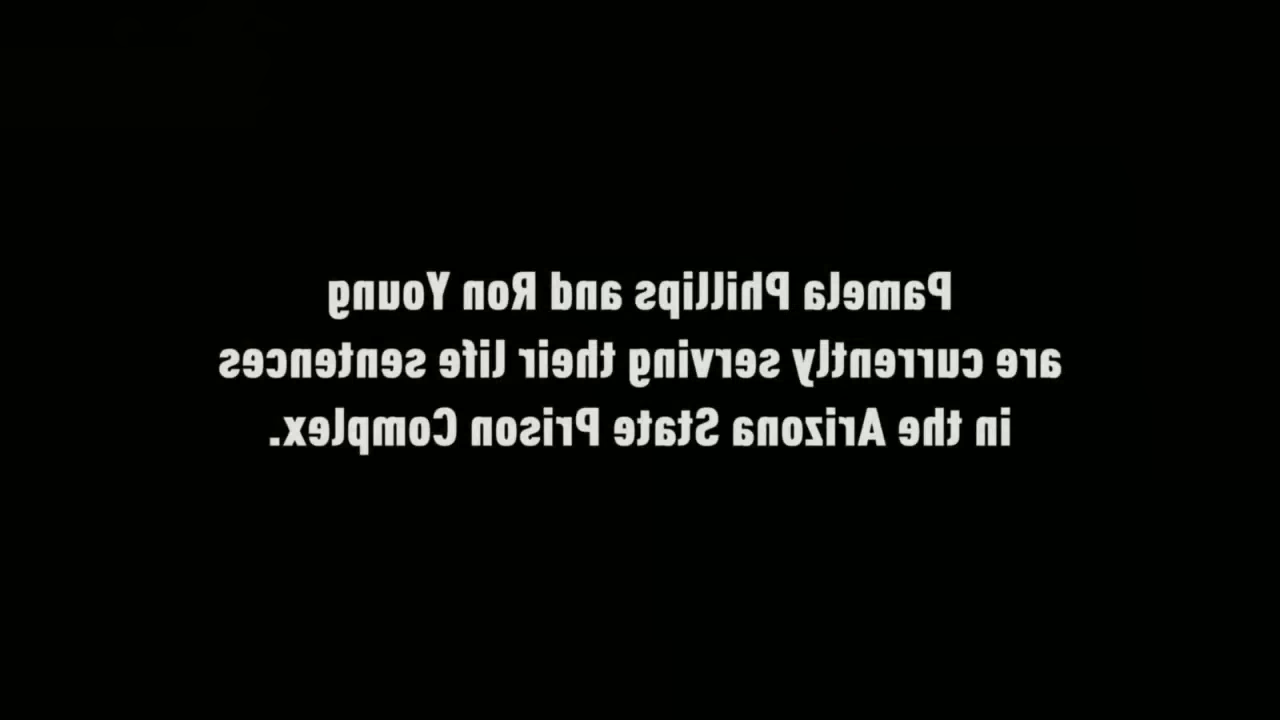 Pamela Phillips and Ron Young
are currently serving their life sentences
in the Arizona State Prison Complex.